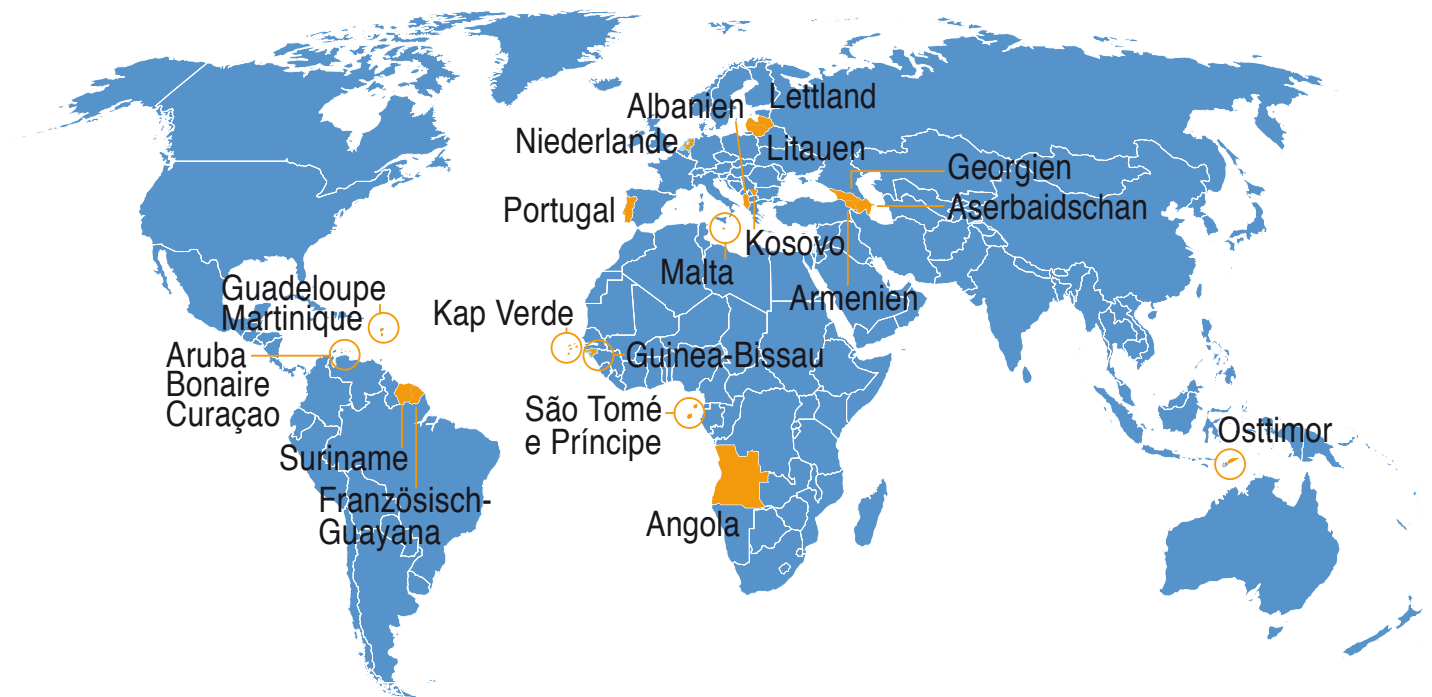 Albanien
Lettland
Niederlande
Litauen
Georgien
Portugal
Aserbaidschan
Kosovo
Malta
Armenien
Guadeloupe
Martinique
Kap Verde
Aruba
Bonaire
Curaçao
Guinea-Bissau
São Tomé
e Príncipe
Osttimor
Suriname
Französisch-
Guayana
Angola